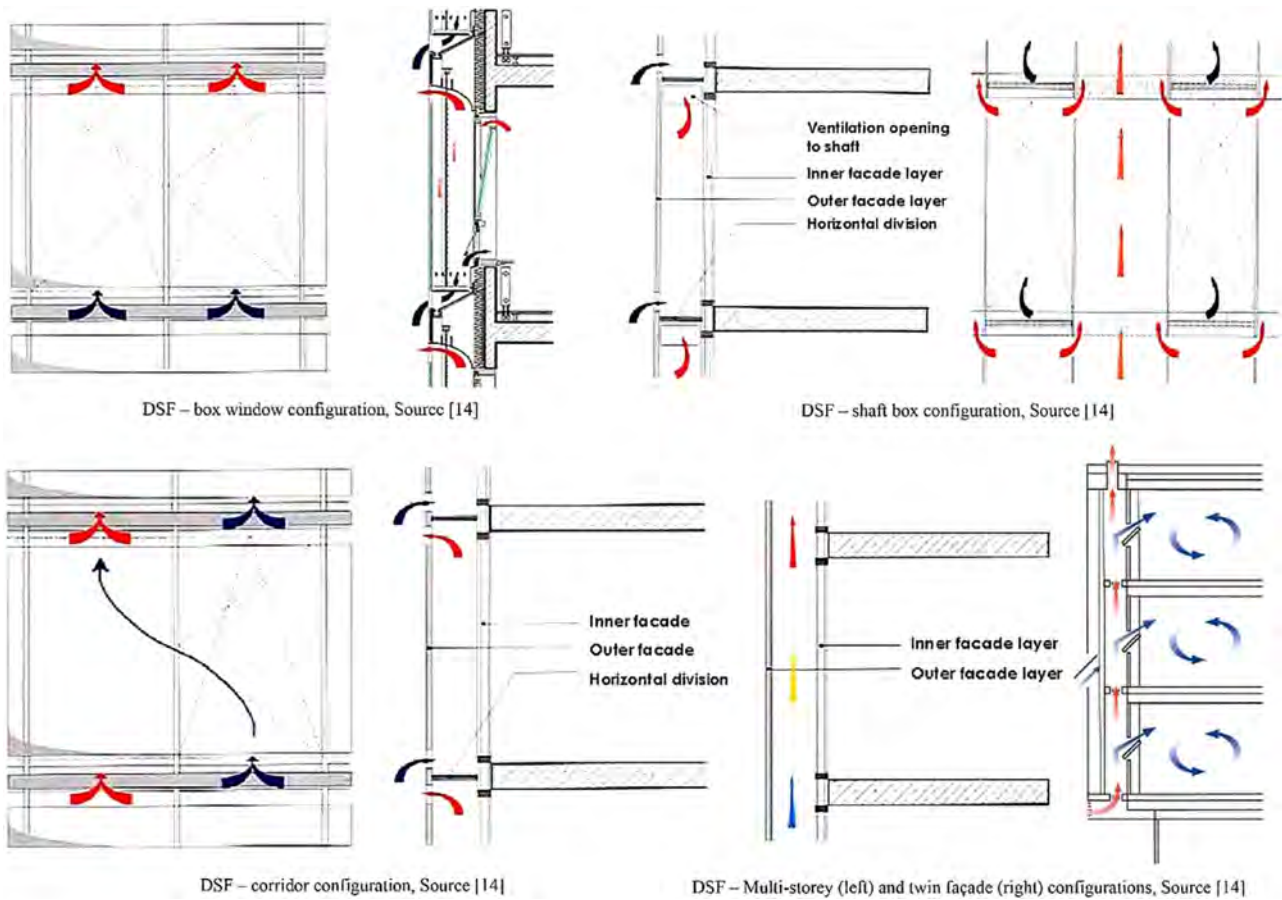 Ventilation opening
to shaft
Inner facade layer
Outer facade layer
Horizontal division
DSF – box window configuration, Source [14]
DSF – shaft box configuration, Source [14]
Inner facade
Outer facade
Horizontal division
Inner facade layer
Outer facade layer
DSF – corridor configuration, Source [14]
DSF – Multi-storey (left) and twin façade (right) configurations, Source [14]